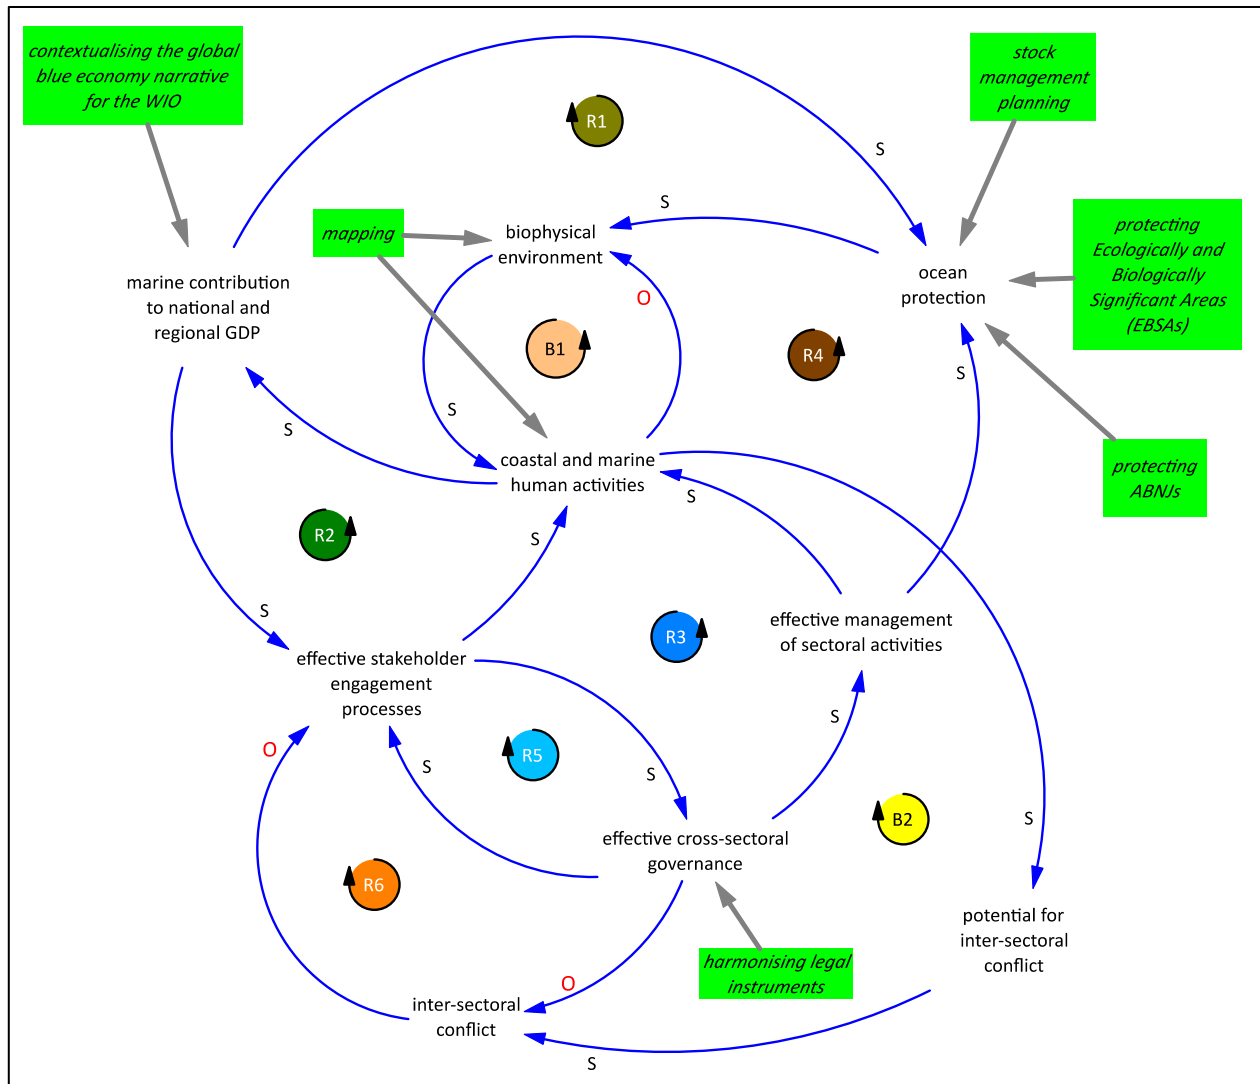 contextualising the global
blue economy narrative
for the WIO
stock
management
planning
R1
S
S
mapping
biophysical
environment
protecting
Ecologically and
Biologically
Significant Areas
(EBSAs)
marine contribution
to national and
regional GDP
ocean
protection
O
B1
R4
S
S
S
coastal and marine
human activities
protecting
ABNJs
S
R2
S
S
R3
effective management
of sectoral activities
effective stakeholder
engagement
processes
S
O
R5
S
S
S
B2
effective cross-sectoral
governance
R6
potential for
inter-sectoral
conflict
harmonising legal
instruments
O
inter-sectoral
conflict
S